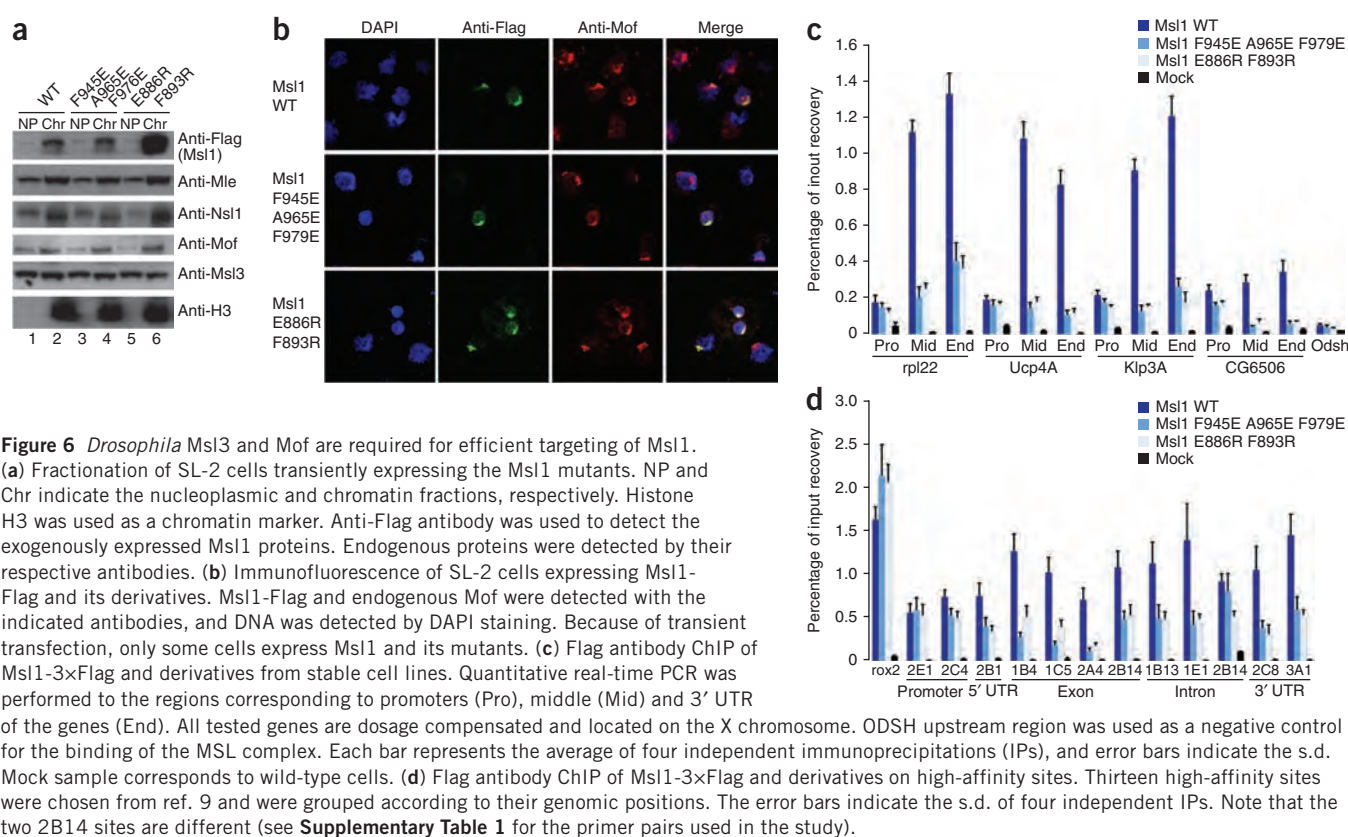 a
WT
F945E
A965E
F976E
E886R
F893R
NP Chr NP Chr NP Chr
Anti-Flag
(Msl1)
Anti-Mle
Anti-Nsl1
Anti-Mof
Anti-Msl3
Anti-H3
1 2 3 4 5 6
b
DAPI Anti-Flag Anti-Mof Merge
Msl1
WT
Msl1
F945E
A965E
F979E
Msl1
E886R
F893R
c
Msl1 WT
Msl1 F945E A965E F979E
Msl1 E886R F893R
Mock
Percentage of inout recovery
1.6
1.4
1.2
1.0
0.8
0.6
0.4
0.2
0
Pro Mid End Pro Mid End Pro Mid End Pro Mid End Odsh
rpl22 Ucp4A Klp3A CG6506
d
Msl1 WT
Msl1 F945E A965E F979E
Msl1 E886R F893R
Mock
Percentage of input recovery
3.0
2.5
2.0
1.5
1.0
0.5
0
rox2 2E1 2C4 2B1 1B4 1C5 2A4 2B14 1B13 1E1 2B14 2C8 3A1
Promoter 5′ UTR Exon Intron 3′ UTR
Figure 6 Drosophila Msl3 and Mof are required for efficient targeting of Msl1.
(a) Fractionation of SL-2 cells transiently expressing the Msl1 mutants. NP and
Chr indicate the nucleoplasmic and chromatin fractions, respectively. Histone
H3 was used as a chromatin marker. Anti-Flag antibody was used to detect the
exogenously expressed Msl1 proteins. Endogenous proteins were detected by their
respective antibodies. (b) Immunofluorescence of SL-2 cells expressing Msl1-
Flag and its derivatives. Msl1-Flag and endogenous Mof were detected with the
indicated antibodies, and DNA was detected by DAPI staining. Because of transient
transfection, only some cells express Msl1 and its mutants. (c) Flag antibody ChIP of
Msl1-3×Flag and derivatives from stable cell lines. Quantitative real-time PCR was
performed to the regions corresponding to promoters (Pro), middle (Mid) and 3′ UTR
of the genes (End). All tested genes are dosage compensated and located on the X chromosome. ODSH upstream region was used as a negative control
for the binding of the MSL complex. Each bar represents the average of four independent immunoprecipitations (IPs), and error bars indicate the s.d.
Mock sample corresponds to wild-type cells. (d) Flag antibody ChIP of Msl1-3×Flag and derivatives on high-affinity sites. Thirteen high-affinity sites
were chosen from ref. 9 and were grouped according to their genomic positions. The error bars indicate the s.d. of four independent IPs. Note that the
two 2B14 sites are different (see Supplementary Table 1 for the primer pairs used in the study).